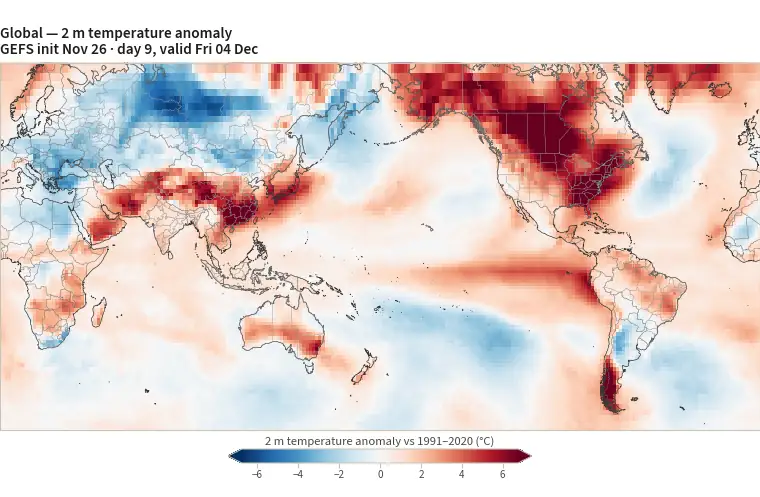 Global — 2 m temperature anomaly
GEFS init Nov 26 · day 9, valid Fri 04 Dec
2 m temperature anomaly vs 1991–2020 (°C)
−6 −4 −2 0 2 4 6